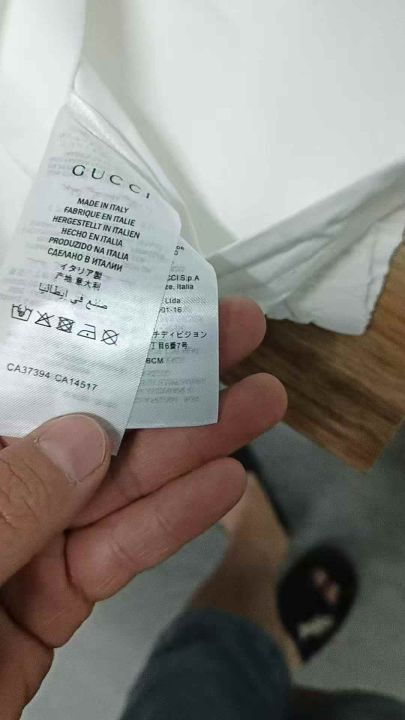 GUCCI
MADE IN ITALY
FABRIQUE EN ITALIE
HERGESTELLT IN ITALIEN
HECHO EN ITALIA
PRODUZIDO NA ITALIA
СДЕЛАНО В ИТАЛИИ
イタリア製
产地 意大利
صنع في إيطاليا
CA37394 CA14517
CCI S.p.A
ze, Italia
Llda
01-16
チディビジョン
丁目6番7号
BCM